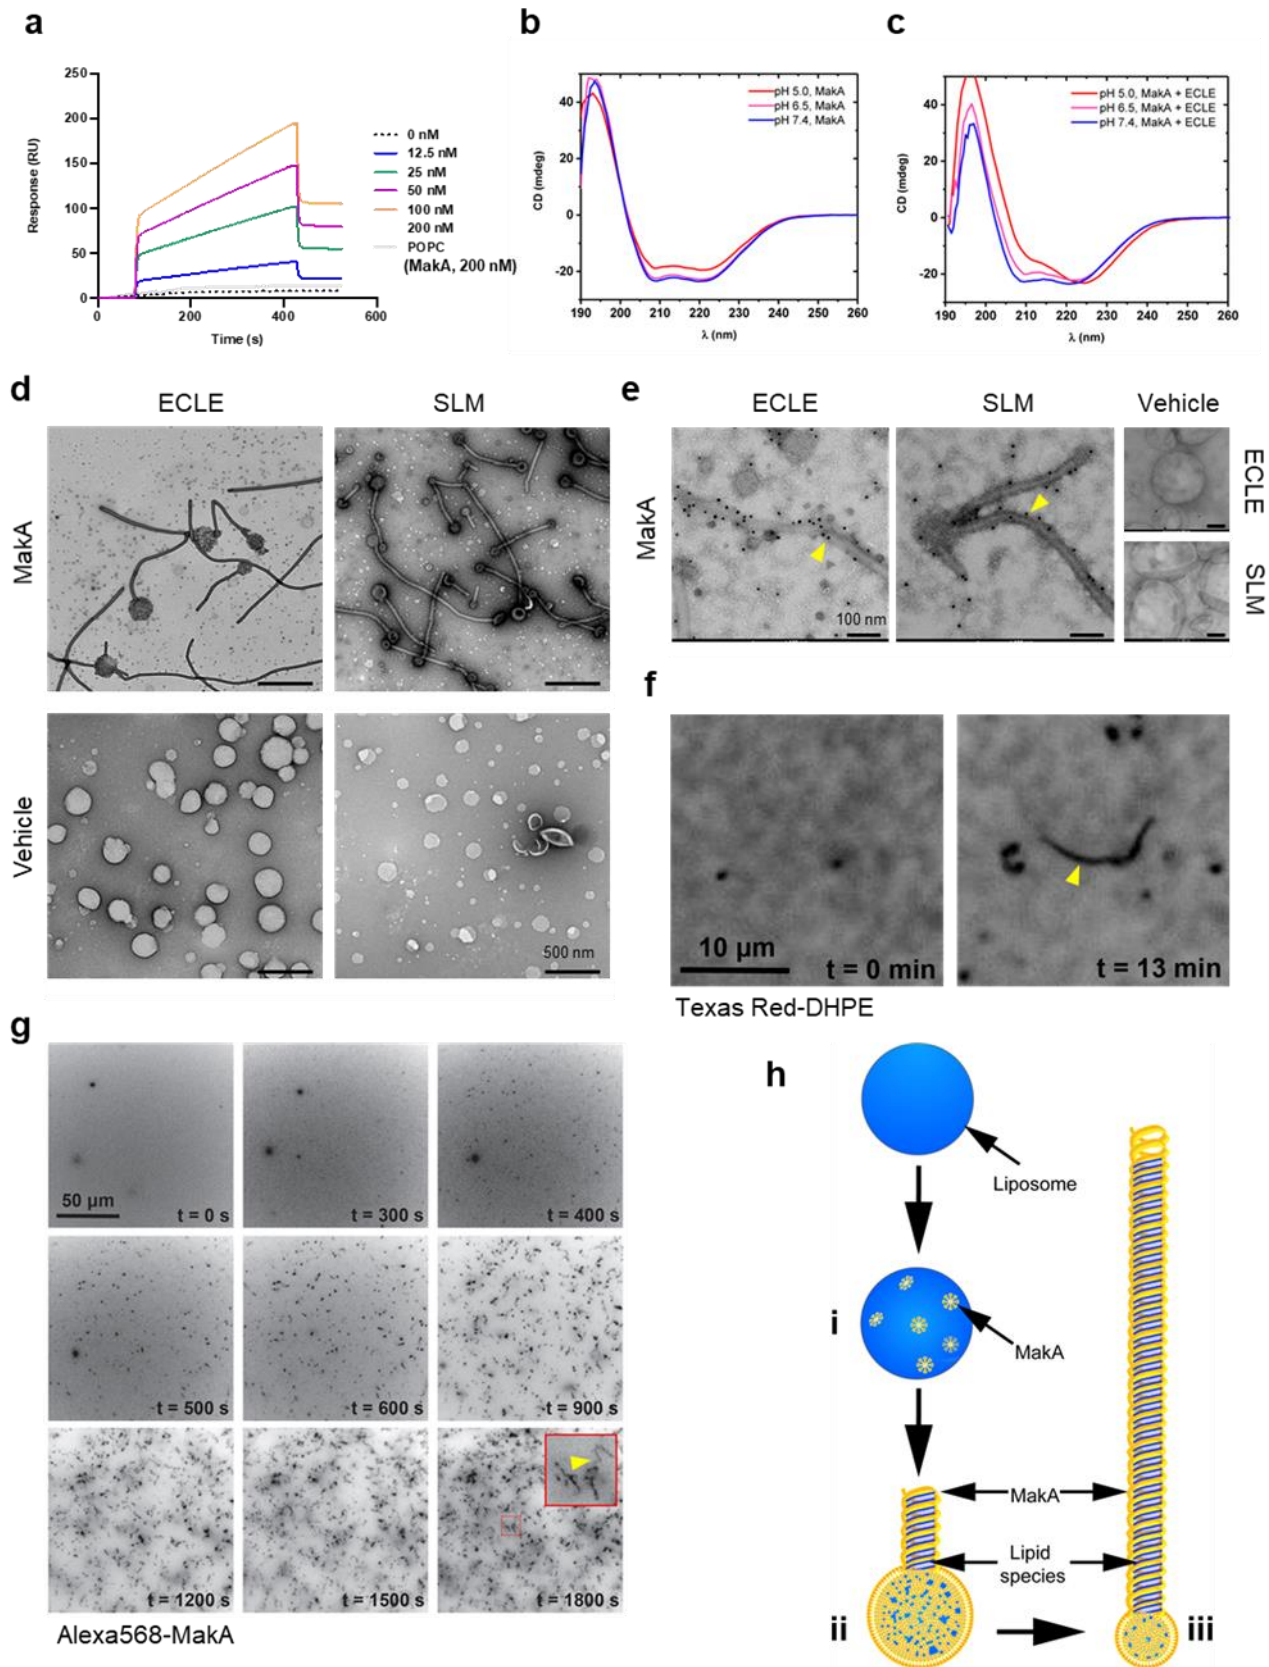 a
250
200
150
100
50
0
Response (RU)
0
200
400
600
Time (s)
0 nM
12.5 nM
25 nM
50 nM
100 nM
200 nM
POPC
(MakA, 200 nM)
b
40
20
0
-20
CD (mdeg)
190 200 210 220 230 240 250 260
λ (nm)
pH 5.0, MakA
pH 6.5, MakA
pH 7.4, MakA
c
40
20
0
-20
CD (mdeg)
190 200 210 220 230 240 250 260
λ (nm)
pH 5.0, MakA + ECLE
pH 6.5, MakA + ECLE
pH 7.4, MakA + ECLE
d
ECLE
SLM
MakA
Vehicle
500 nm
e
ECLE
SLM
Vehicle
MakA
100 nm
ECLE
SLM
f
10 µm
t = 0 min
t = 13 min
Texas Red-DHPE
g
50 µm
t = 0 s
t = 300 s
t = 400 s
t = 500 s
t = 600 s
t = 900 s
t = 1200 s
t = 1500 s
t = 1800 s
Alexa568-MakA
h
Liposome
i
MakA
MakA
Lipid
species
ii
iii